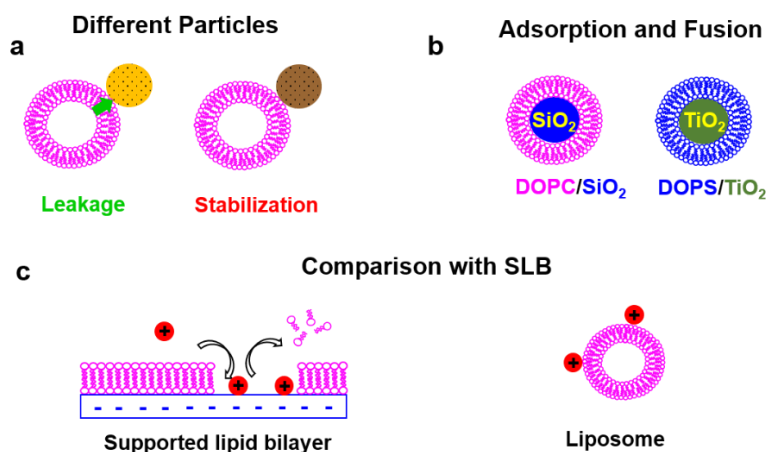 Different Particles
a
Leakage
Stabilization
Adsorption and Fusion
b
SiO₂
TiO₂
DOPC/SiO₂
DOPS/TiO₂
c
Comparison with SLB
+
+
+
- - - - - - - - - -
Supported lipid bilayer
+
+
Liposome